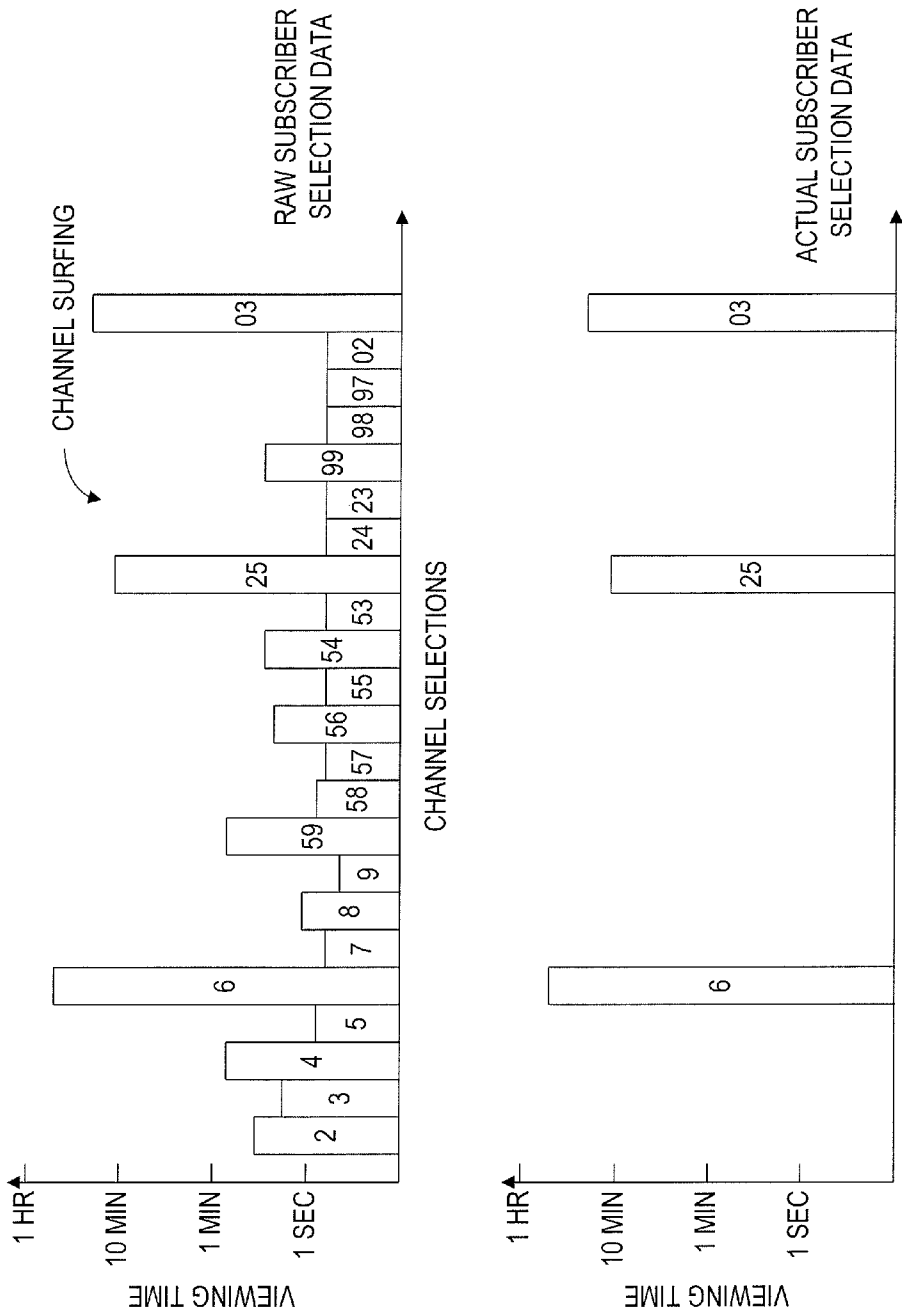 1 HR
10 MIN
1 MIN
1 SEC
VIEWING TIME
CHANNEL SURFING
2
3
4
5
6
7
8
9
59
58
57
56
55
54
53
25
24
23
99
98
97
02
03
RAW SUBSCRIBER
SELECTION DATA
CHANNEL SELECTIONS
1 HR
10 MIN
1 MIN
1 SEC
VIEWING TIME
6
25
03
ACTUAL SUBSCRIBER
SELECTION DATA